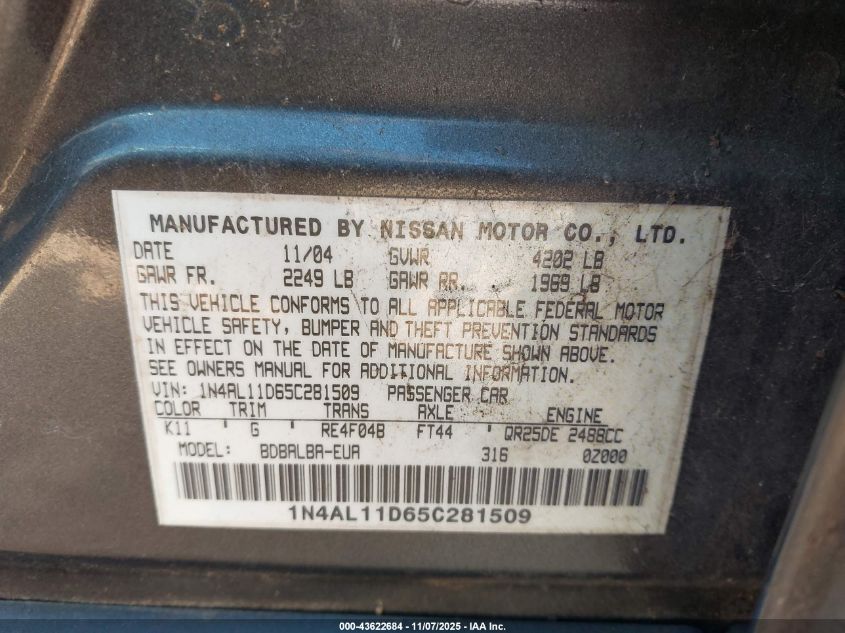 MANUFACTURED BY NISSAN MOTOR CO., LTD.
DATE 11/04 GVWR 4202 LB
GAWR FR. 2249 LB GAWR RR. 1989 LB
THIS VEHICLE CONFORMS TO ALL APPLICABLE FEDERAL MOTOR
VEHICLE SAFETY, BUMPER AND THEFT PREVENTION STANDARDS
IN EFFECT ON THE DATE OF MANUFACTURE SHOWN ABOVE.
SEE OWNERS MANUAL FOR ADDITIONAL INFORMATION.
VIN: 1N4AL11D65C281509 PASSENGER CAR
COLOR TRIM TRANS AXLE ENGINE
K11 G RE4F04B FT44 QR25DE 2488CC
MODEL: BDBALBA-EUA 316 0Z000
1N4AL11D65C281509
000-43622684 - 11/07/2025 - IAA Inc.